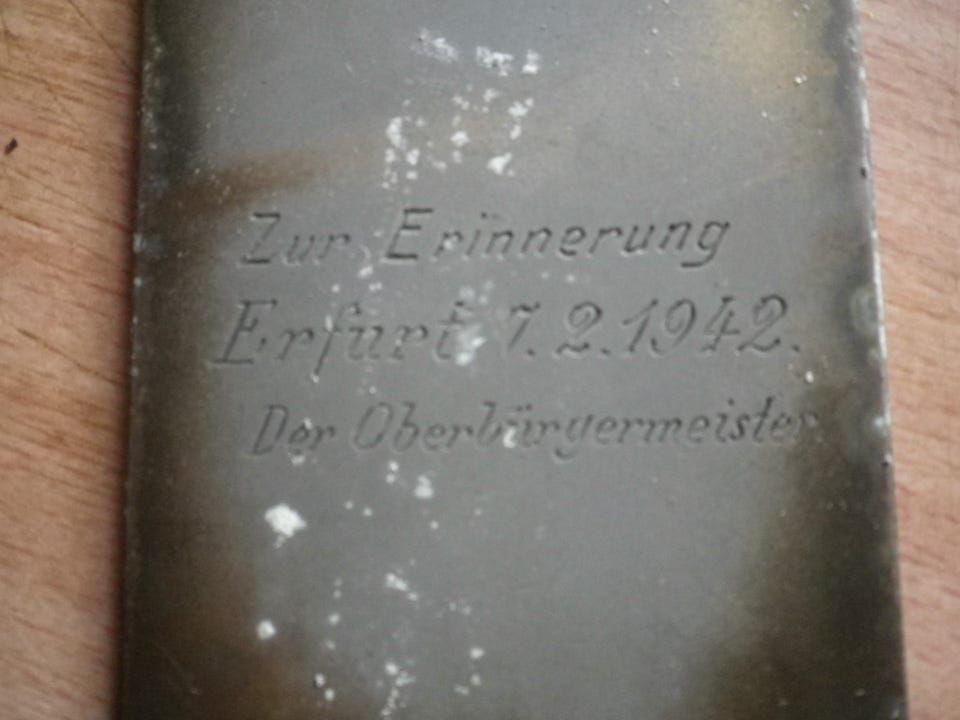 Zur Erinnerung
Erfurt 7.2.1942.
Der Oberbürgermeister